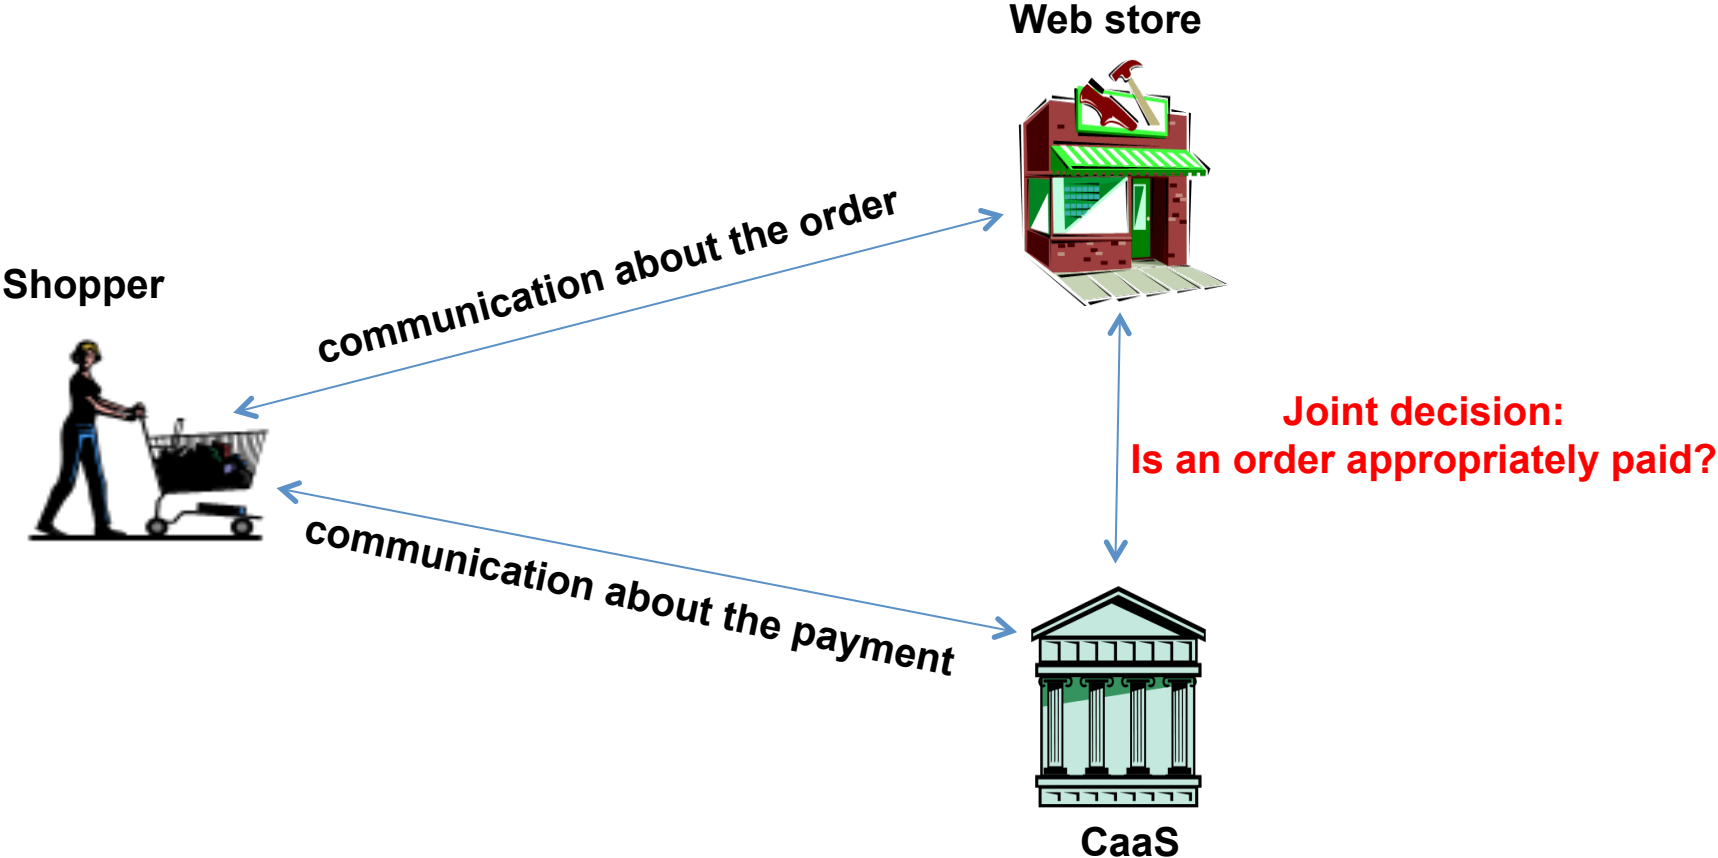 Web store
communication about the order
Shopper
Joint decision:
Is an order appropriately paid?
communication about the payment
CaaS